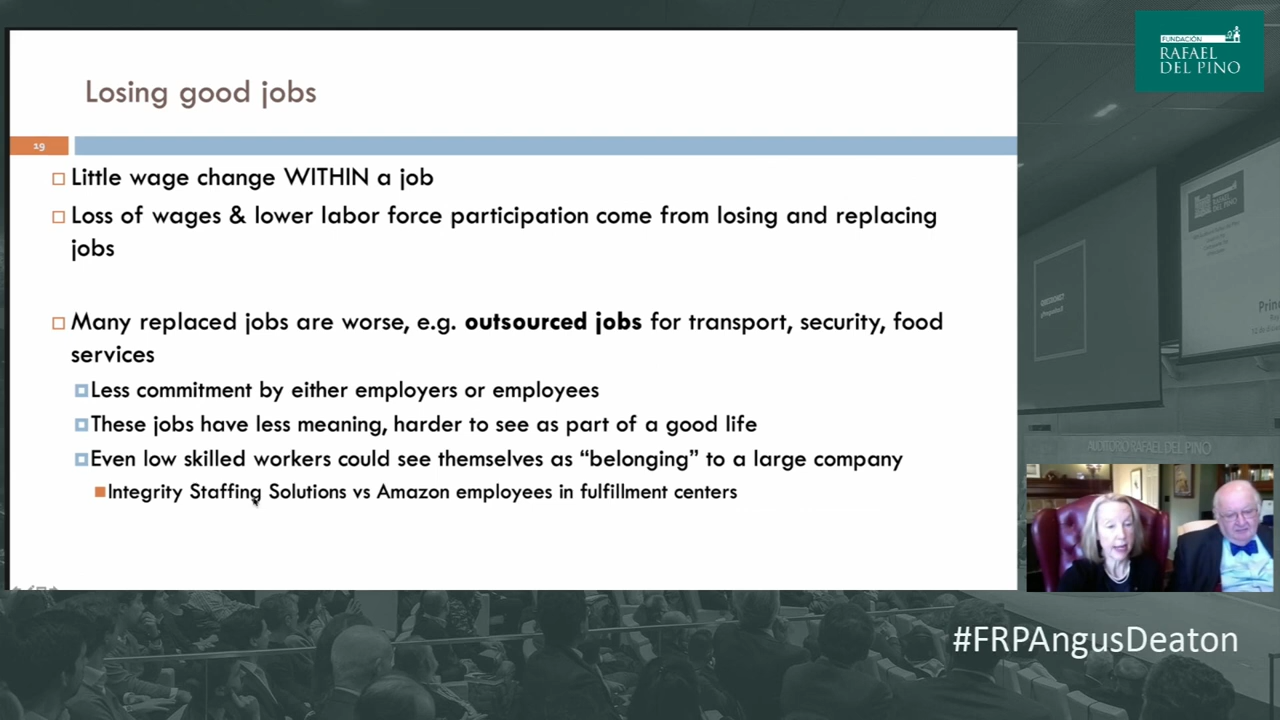 Losing good jobs
19
Little wage change WITHIN a job
Loss of wages & lower labor force participation come from losing and replacing
jobs
Many replaced jobs are worse, e.g. outsourced jobs for transport, security, food
services
Less commitment by either employers or employees
These jobs have less meaning, harder to see as part of a good life
Even low skilled workers could see themselves as “belonging” to a large company
Integrity Staffing Solutions vs Amazon employees in fulfillment centers
FUNDACIÓN
RAFAEL
DEL PINO
AUDITORIO RAFAEL DEL PINO
#FRPAngusDeaton